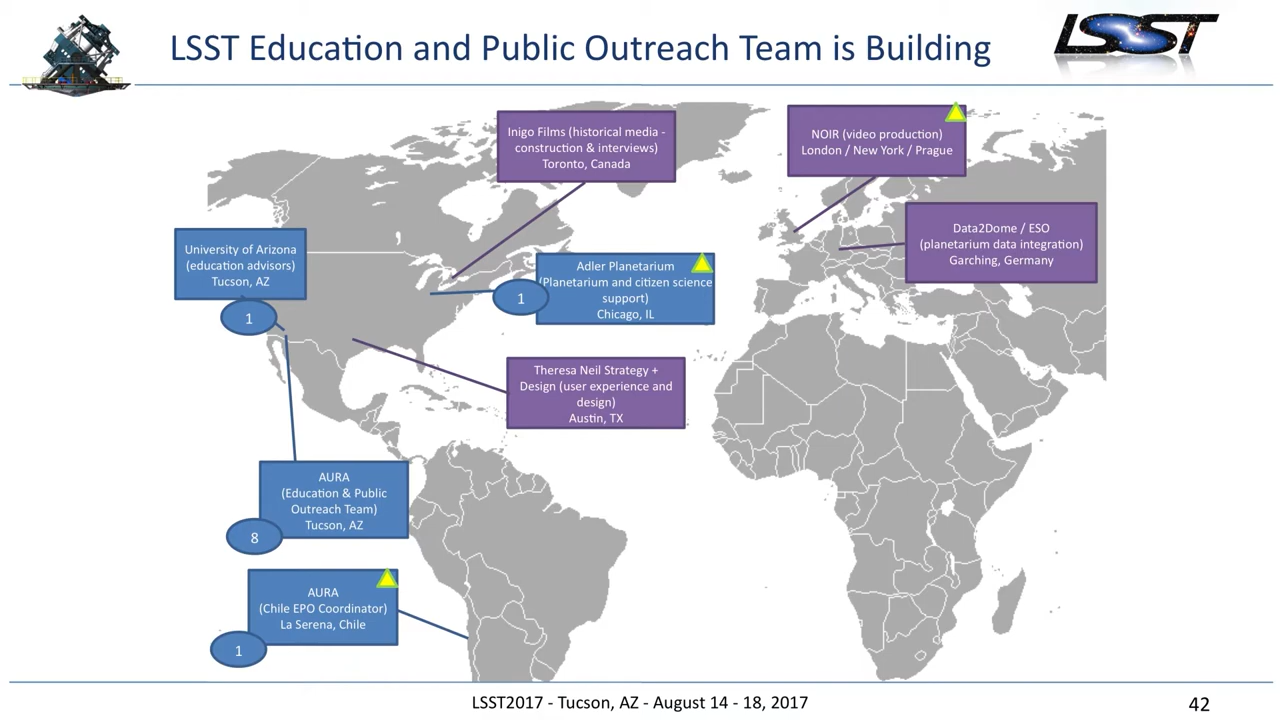 LSST Education and Public Outreach Team is Building
LSST
Inigo Films (historical media -
construction & interviews)
Toronto, Canada
NOIR (video production)
London / New York / Prague
University of Arizona
(education advisors)
Tucson, AZ
1
Adler Planetarium
(Planetarium and citizen science
support)
Chicago, IL
1
Data2Dome / ESO
(planetarium data integration)
Garching, Germany
Theresa Neil Strategy +
Design (user experience and
design)
Austin, TX
AURA
(Education & Public
Outreach Team)
Tucson, AZ
8
AURA
(Chile EPO Coordinator)
La Serena, Chile
1
LSST2017 - Tucson, AZ - August 14 - 18, 2017
42